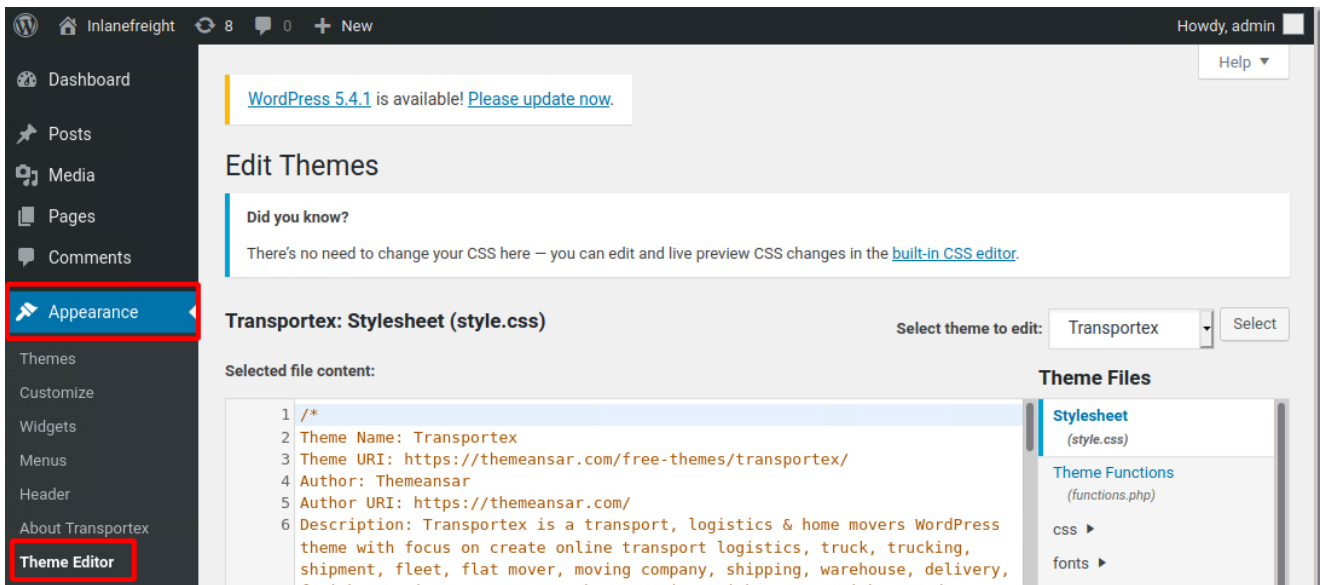 Inlanefreight 8 0 + New Howdy, admin
Help ▼
Dashboard
Posts
Media
Pages
Comments
Appearance
Themes
Customize
Widgets
Menus
Header
About Transportex
Theme Editor
WordPress 5.4.1 is available! Please update now.
Edit Themes
Did you know?
There's no need to change your CSS here — you can edit and live preview CSS changes in the built-in CSS editor.
Transportex: Stylesheet (style.css)
Select theme to edit: Transportex Select
Selected file content:
1 /*
2 Theme Name: Transportex
3 Theme URI: https://themeansar.com/free-themes/transportex/
4 Author: Themeansar
5 Author URI: https://themeansar.com/
6 Description: Transportex is a transport, logistics & home movers WordPress
theme with focus on create online transport logistics, truck, trucking,
shipment, fleet, flat mover, moving company, shipping, warehouse, delivery,
Theme Files
Stylesheet
(style.css)
Theme Functions
(functions.php)
css ▶
fonts ▶